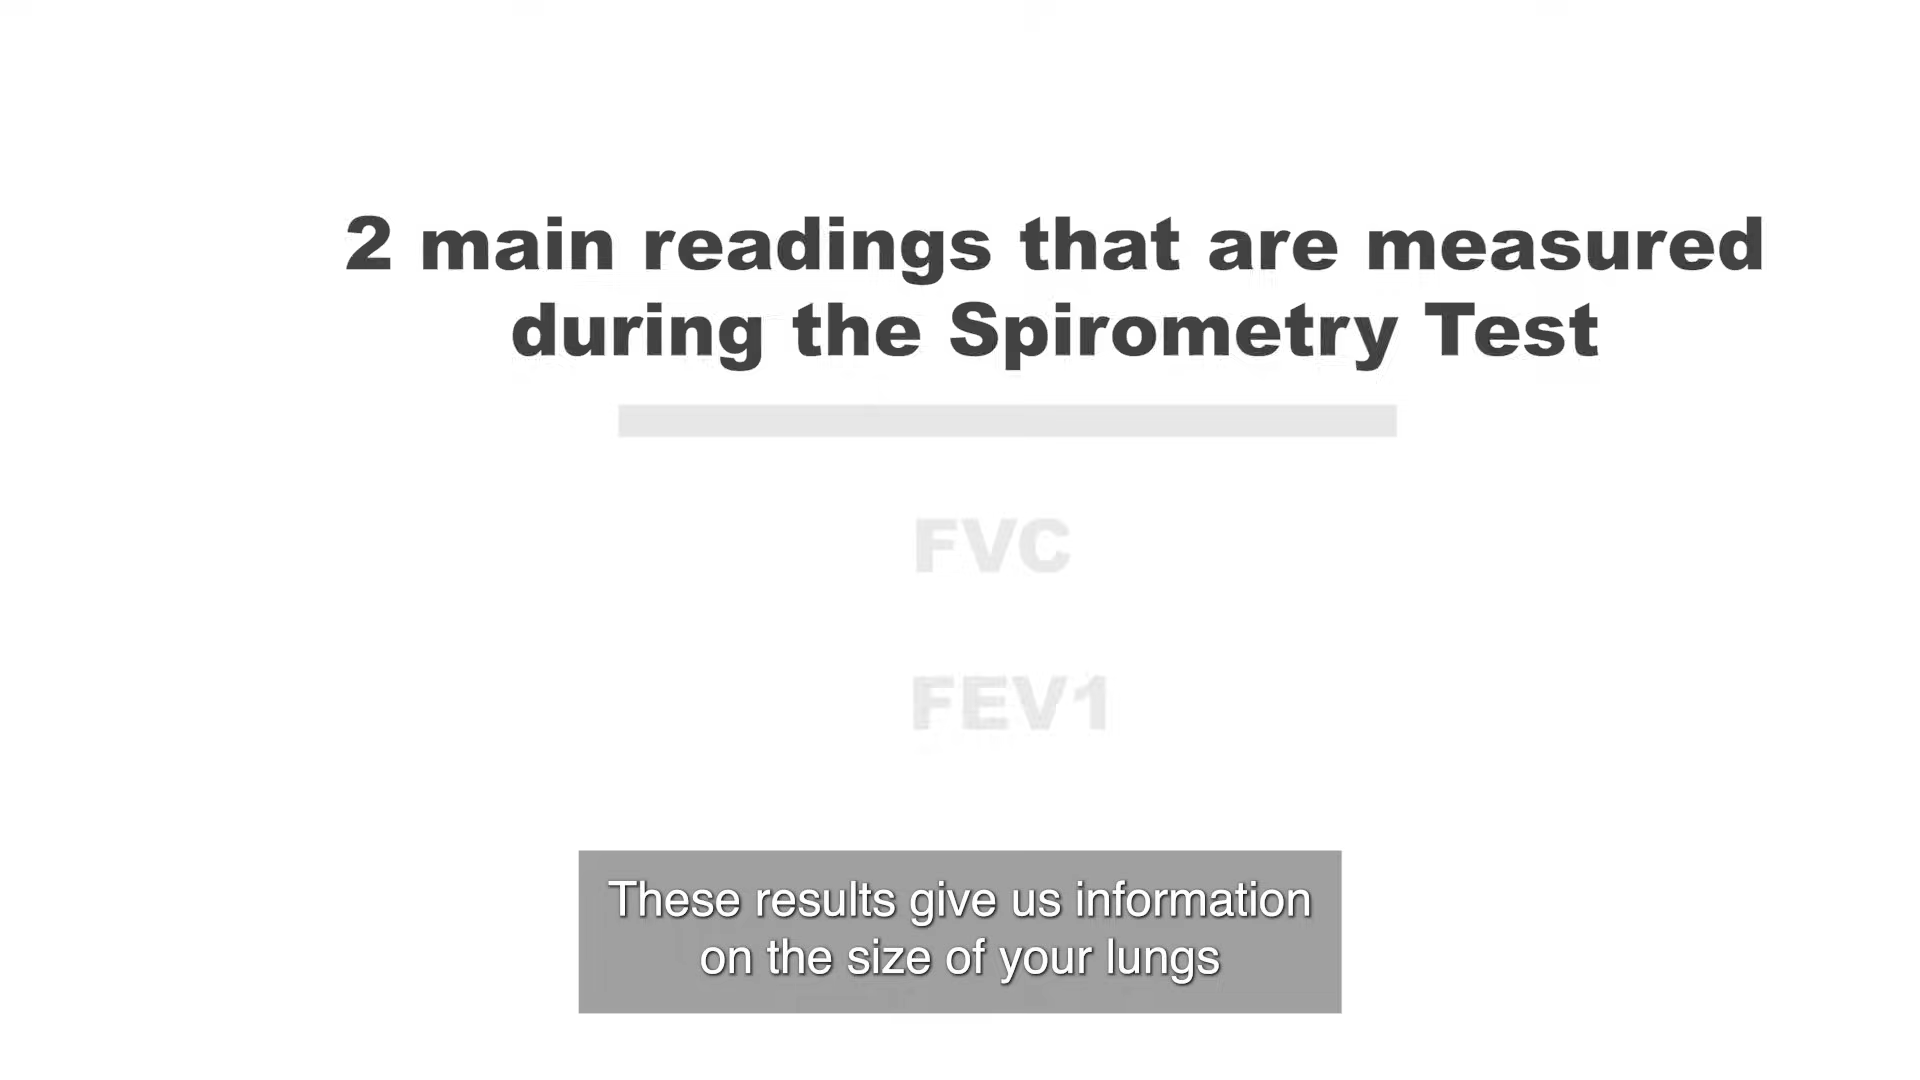 2 main readings that are measured
during the Spirometry Test
FVC
FEV1
These results give us information
on the size of your lungs